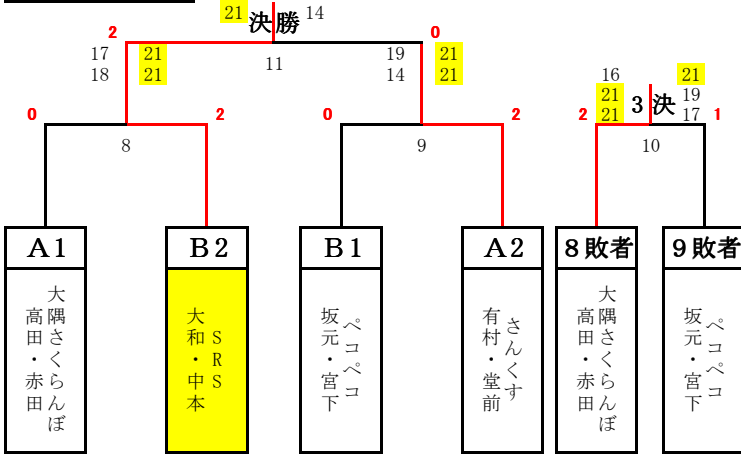 21 決勝 14
2 0
17 21 19 21
18 21 14 21
11
16 21
21 3決 19
21 17
0 2 0 2 2 1
8 9 10
A1 B2 B1 A2 8敗者 9敗者
大隅さくらんぼ
高田・赤田
SRS
大和・中本
ペコペコ
坂元・宮下
さんくす
有村・堂前
大隅さくらんぼ
高田・赤田
ペコペコ
坂元・宮下